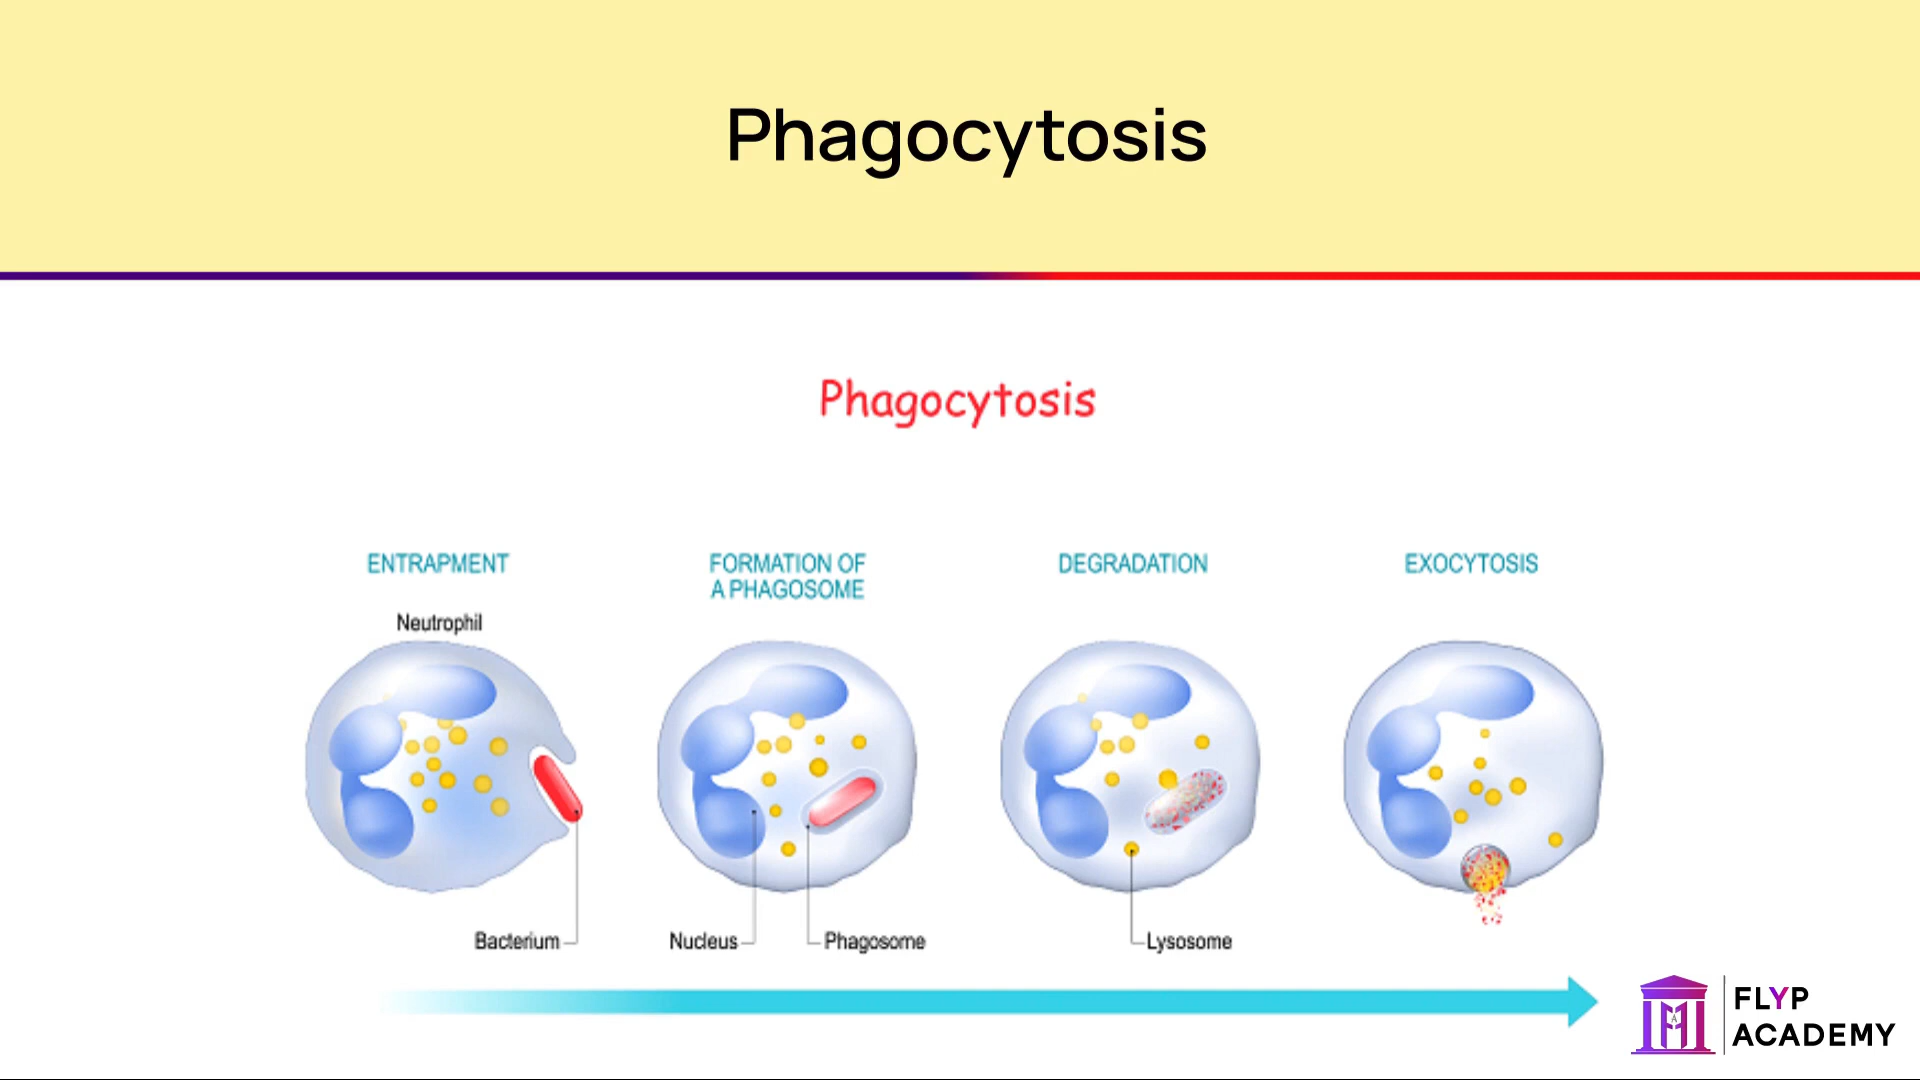 Phagocytosis
Phagocytosis
ENTRAPMENT
FORMATION OF
A PHAGOSOME
DEGRADATION
EXOCYTOSIS
Neutrophil
Bacterium
Nucleus
Phagosome
Lysosome
FLYP
ACADEMY